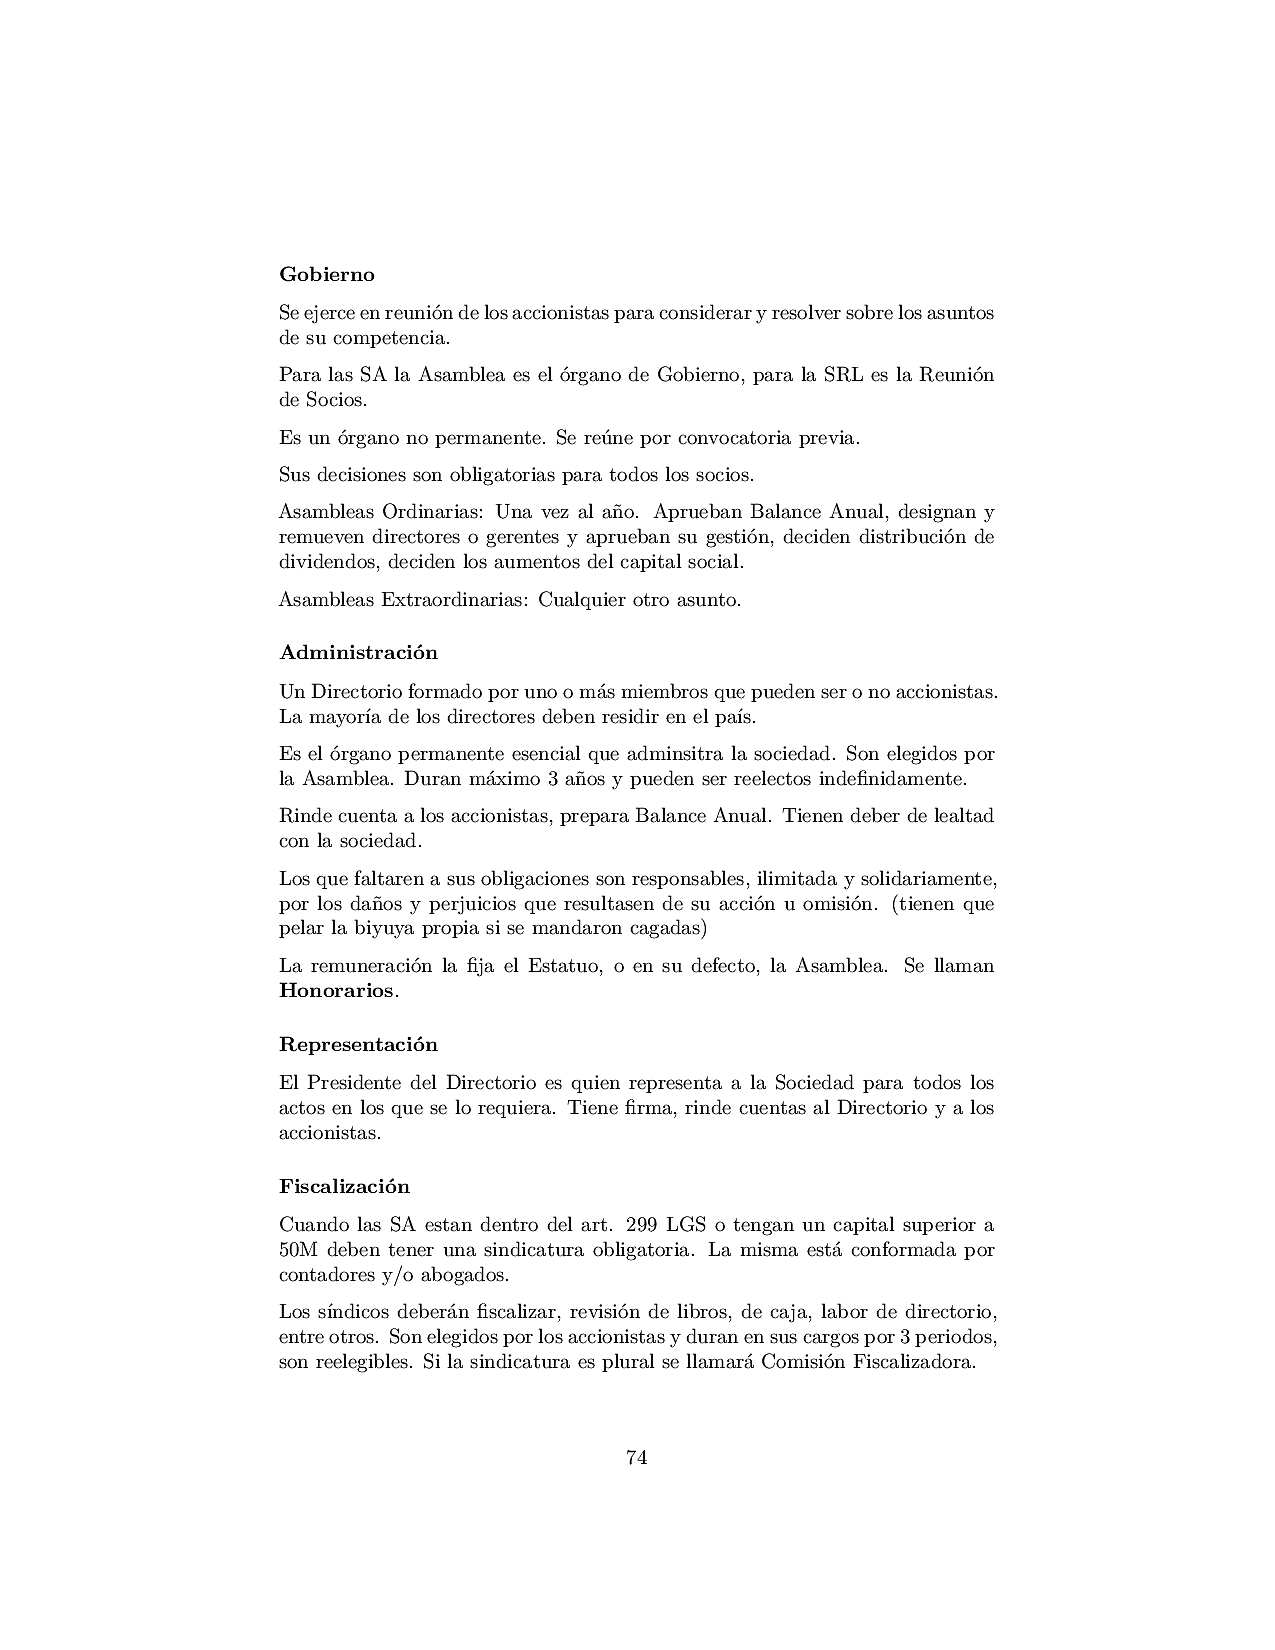 Gobierno
Se ejerce en reunión de los accionistas para considerar y resolver sobre los asuntos
de su competencia.
Para las SA la Asamblea es el órgano de Gobierno, para la SRL es la Reunión
de Socios.
Es un órgano no permanente. Se reúne por convocatoria previa.
Sus decisiones son obligatorias para todos los socios.
Asambleas Ordinarias: Una vez al año. Aprueban Balance Anual, designan y
remueven directores o gerentes y aprueban su gestión, deciden distribución de
dividendos, deciden los aumentos del capital social.
Asambleas Extraordinarias: Cualquier otro asunto.
Administración
Un Directorio formado por uno o más miembros que pueden ser o no accionistas.
La mayoría de los directores deben residir en el país.
Es el órgano permanente esencial que adminsitra la sociedad. Son elegidos por
la Asamblea. Duran máximo 3 años y pueden ser reelectos indefinidamente.
Rinde cuenta a los accionistas, prepara Balance Anual. Tienen deber de lealtad
con la sociedad.
Los que faltaren a sus obligaciones son responsables, ilimitada y solidariamente,
por los daños y perjuicios que resultasen de su acción u omisión. (tienen que
pelar la biyuya propia si se mandaron cagadas)
La remuneración la fija el Estatuo, o en su defecto, la Asamblea. Se llaman
Honorarios.
Representación
El Presidente del Directorio es quien representa a la Sociedad para todos los
actos en los que se lo requiera. Tiene firma, rinde cuentas al Directorio y a los
accionistas.
Fiscalización
Cuando las SA estan dentro del art. 299 LGS o tengan un capital superior a
50M deben tener una sindicatura obligatoria. La misma está conformada por
contadores y/o abogados.
Los síndicos deberán fiscalizar, revisión de libros, de caja, labor de directorio,
entre otros. Son elegidos por los accionistas y duran en sus cargos por 3 periodos,
son reelegibles. Si la sindicatura es plural se llamará Comisión Fiscalizadora.
74